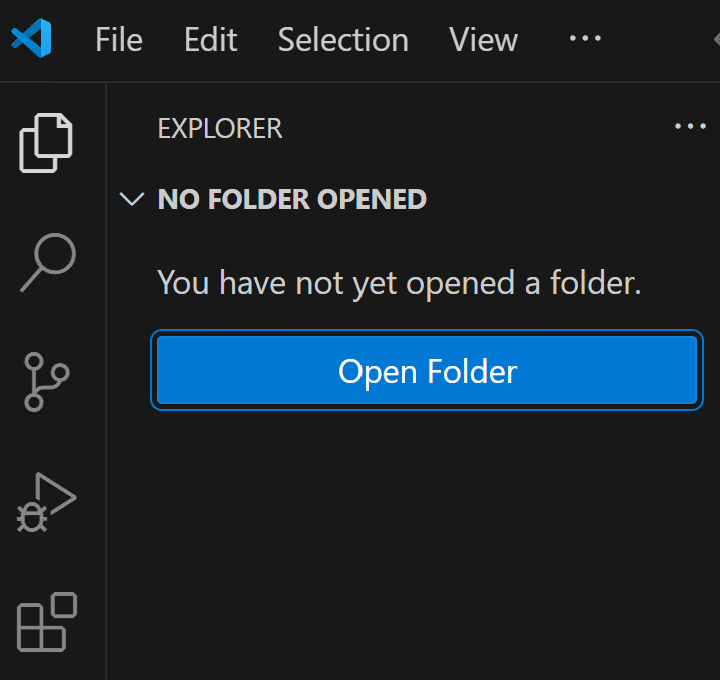 File Edit Selection View ···
EXPLORER ···
NO FOLDER OPENED
You have not yet opened a folder.
Open Folder